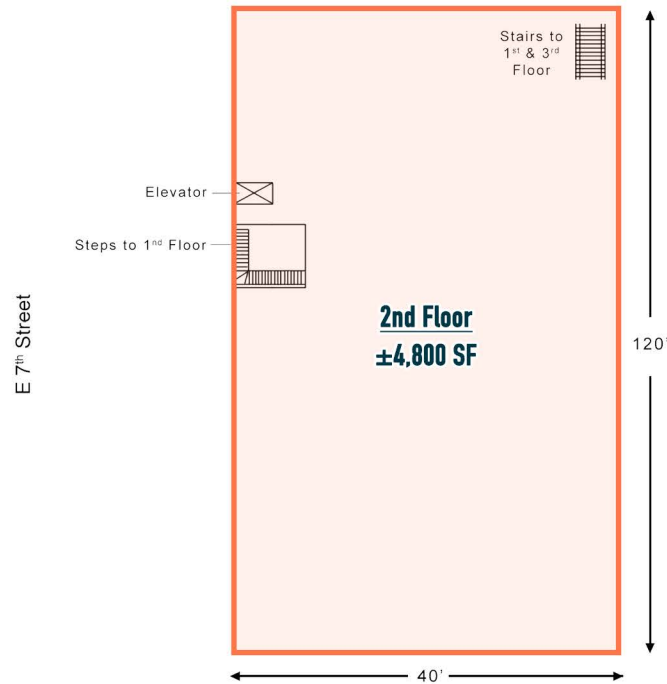 Stairs to
1st & 3rd
Floor
Elevator
Steps to 1nd Floor
E 7th Street
2nd Floor
±4,800 SF
120'
40'